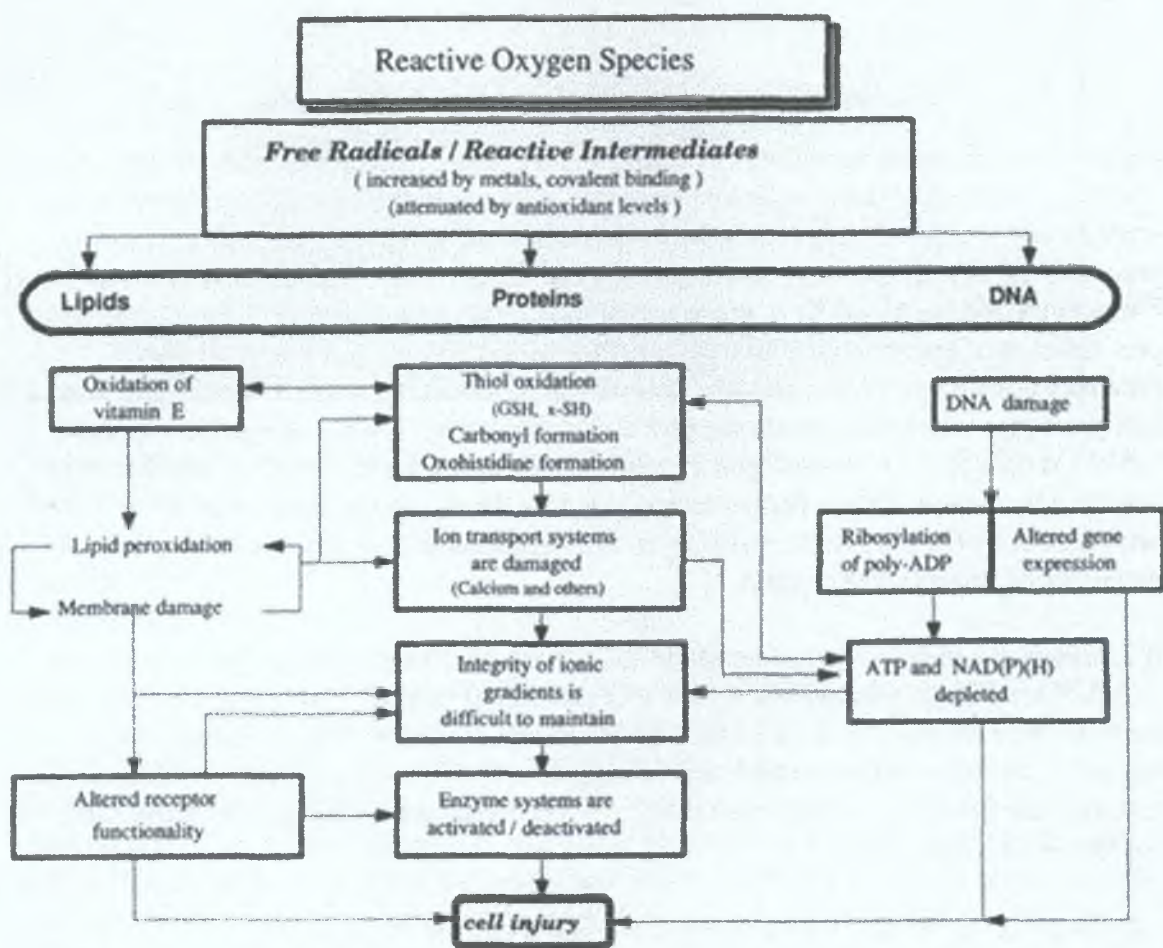 Reactive Oxygen Species
Free Radicals / Reactive Intermediates
( increased by metals, covalent binding )
(attenuated by antioxidant levels )
Lipids
Proteins
DNA
Oxidation of
vitamin E
Thiol oxidation
(GSH, x-SH)
Carbonyl formation
Oxohistidine formation
DNA damage
Lipid peroxidation
Membrane damage
Ion transport systems
are damaged
(Calcium and others)
Ribosylation
of poly-ADP
Altered gene
expression
Integrity of ionic
gradients is
difficult to maintain
ATP and NAD(P)(H)
depleted
Altered receptor
functionality
Enzyme systems are
activated / deactivated
cell injury